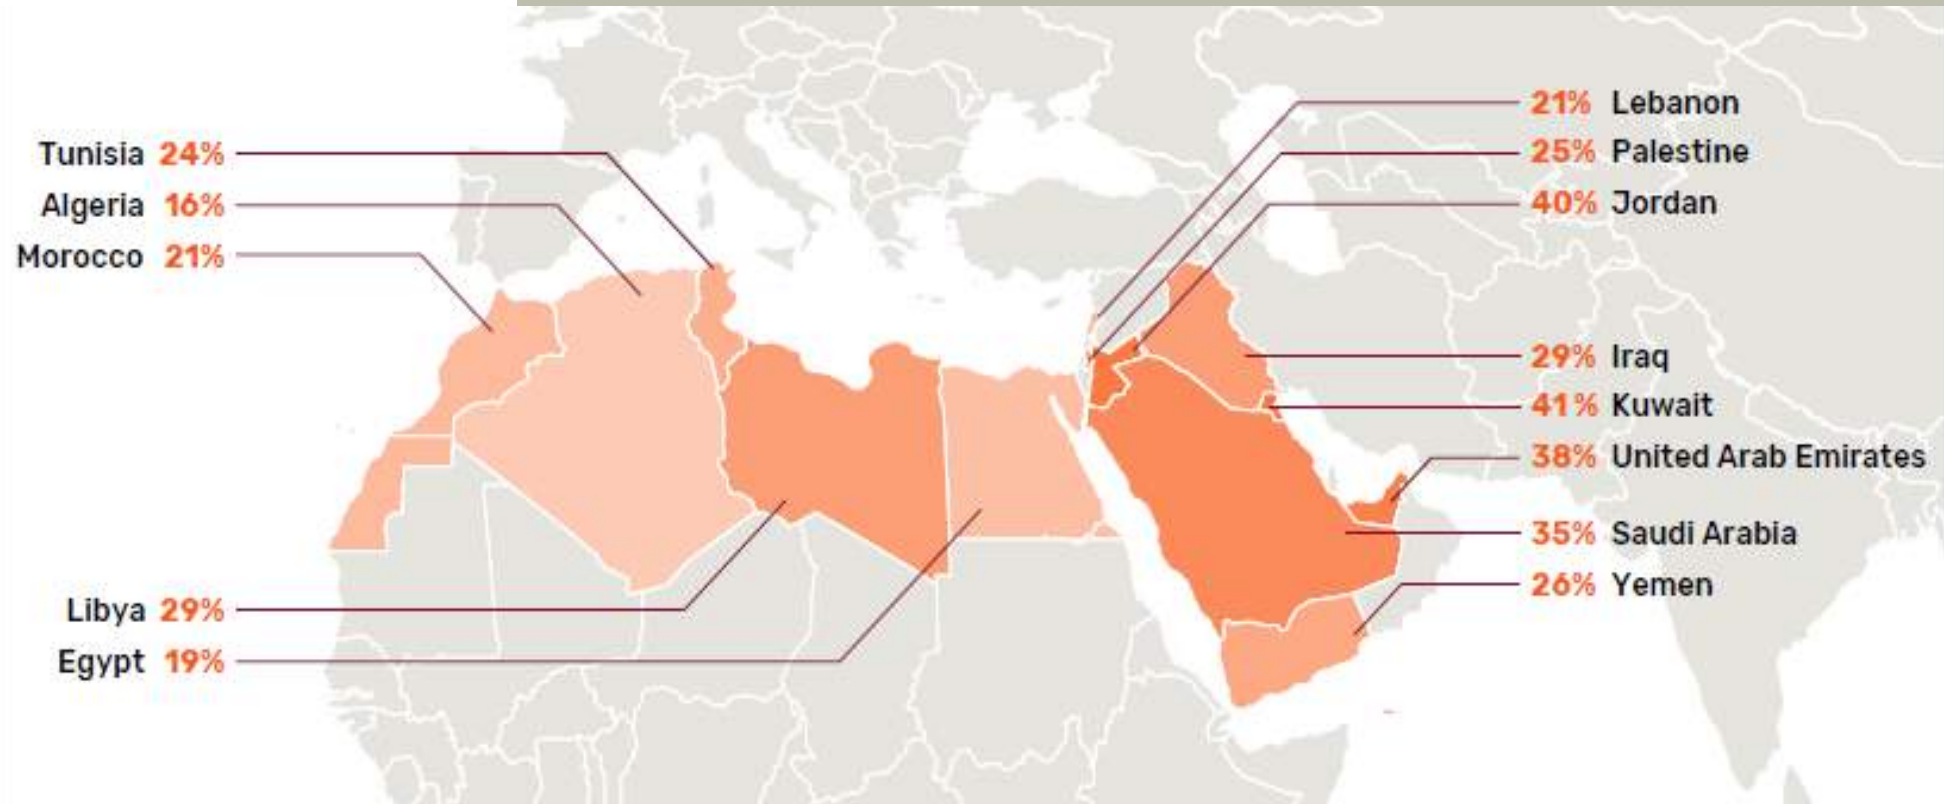 Tunisia 24%
Algeria 16%
Morocco 21%
Libya 29%
Egypt 19%
21% Lebanon
25% Palestine
40% Jordan
29% Iraq
41% Kuwait
38% United Arab Emirates
35% Saudi Arabia
26% Yemen